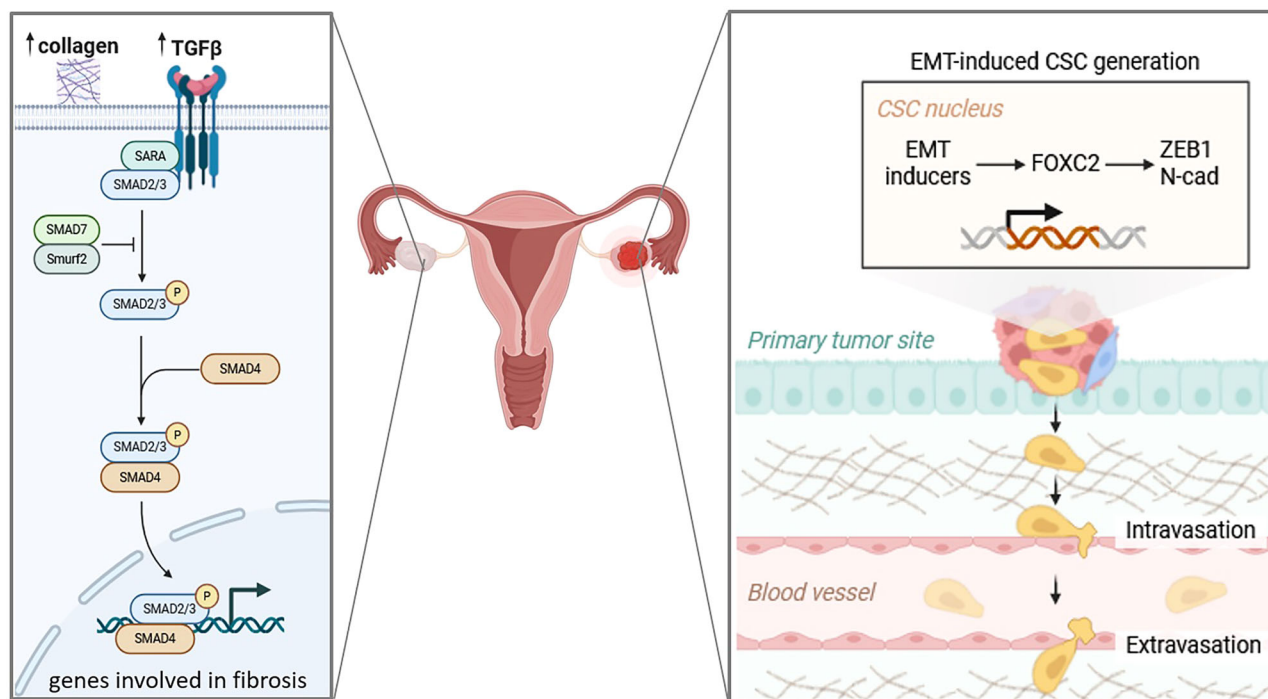 ↑ collagen
↑ TGFβ
SARA
SMAD2/3
SMAD7
Smurf2
SMAD2/3
P
SMAD4
SMAD2/3
P
SMAD4
SMAD2/3
P
SMAD4
genes involved in fibrosis
EMT-induced CSC generation
CSC nucleus
EMT
inducers
FOXC2
ZEB1
N-cad
Primary tumor site
Intravasation
Blood vessel
Extravasation